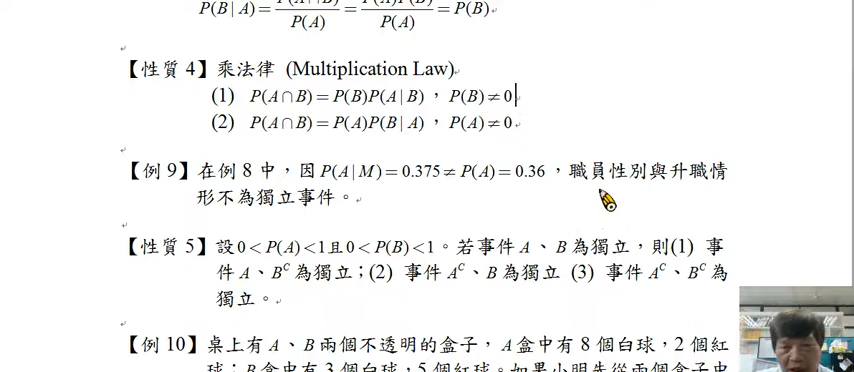 P(B | A) = P(A∩B)/P(A) = P(A)P(B)/P(A) = P(B)
【性質 4】乘法律 (Multiplication Law)
(1) P(A∩B) = P(B)P(A | B)，P(B) ≠ 0
(2) P(A∩B) = P(A)P(B | A)，P(A) ≠ 0
【例 9】在例 8 中，因 P(A | M) = 0.375 ≠ P(A) = 0.36，職員性別與升職情
形不為獨立事件。
【性質 5】設 0 < P(A) < 1 且 0 < P(B) < 1。若事件 A、B 為獨立，則(1) 事
件 A、Bᶜ 為獨立；(2) 事件 Aᶜ、B 為獨立 (3) 事件 Aᶜ、Bᶜ 為
獨立。
【例 10】桌上有 A、B 兩個不透明的盒子，A 盒中有 8 個白球，2 個紅
球；B 盒中有 3 個白球，5 個紅球。如果小明先從兩個盒子中